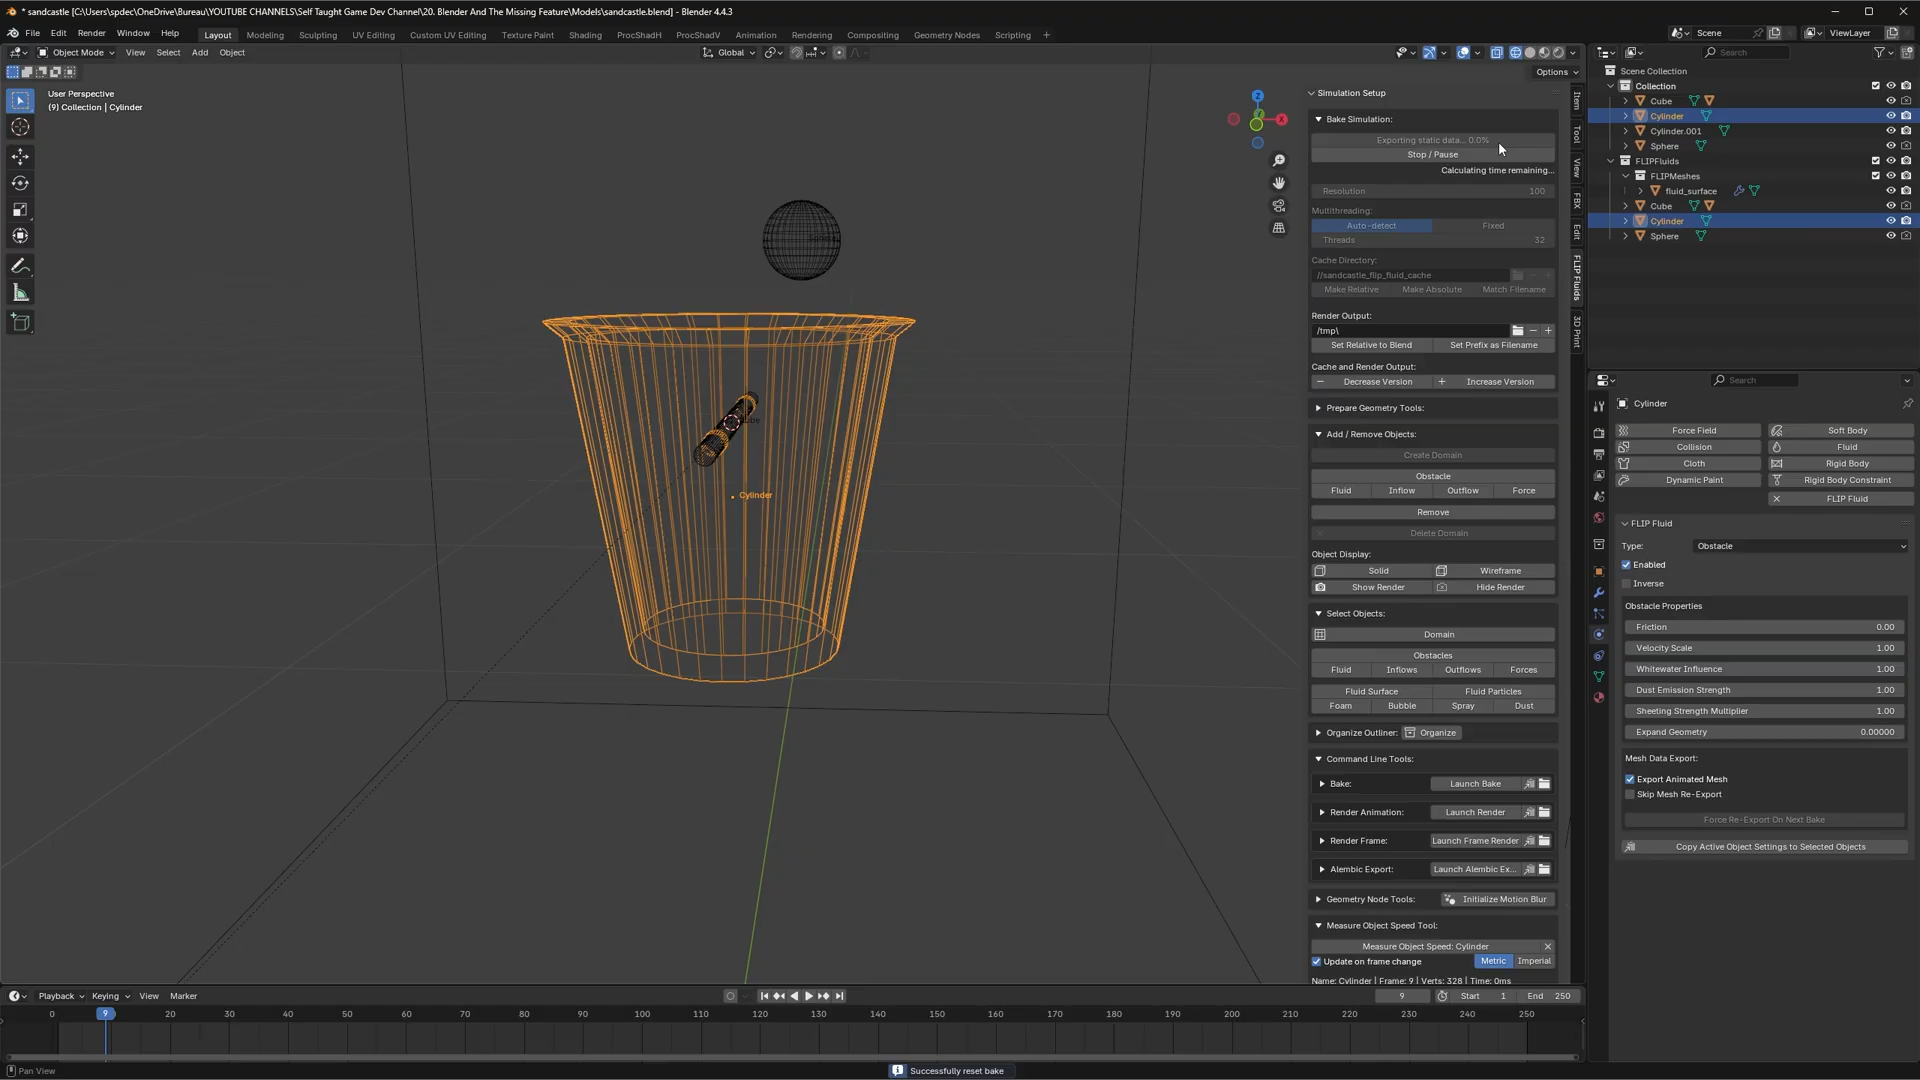 * sandcastle [C:\Users\spdec\OneDrive\Bureau\YOUTUBE CHANNELS\Self Taught Game Dev Channel\20. Blender And The Missing Feature\Models\sandcastle.blend] - Blender 4.4.3
File Edit Render Window Help Layout Modeling Sculpting UV Editing Custom UV Editing Texture Paint Shading ProcShadH ProcShadV Animation Rendering Compositing Geometry Nodes Scripting + Scene ViewLayer
Object Mode View Select Add Object Global Search
Options
User Perspective
(9) Collection | Cylinder
Z
X
Cylinder
Simulation Setup
Bake Simulation:
Exporting static data... 0.0%
Stop / Pause
Calculating time remaining...
Resolution 100
Multithreading:
Auto-detect Fixed
Threads 32
Cache Directory:
//sandcastle_flip_fluid_cache
Make Relative Make Absolute Match Filename
Render Output:
/tmp\
Set Relative to Blend Set Prefix as Filename
Cache and Render Output:
Decrease Version Increase Version
Prepare Geometry Tools:
Add / Remove Objects:
Create Domain
Obstacle
Fluid Inflow Outflow Force
Remove
Delete Domain
Object Display:
Solid Wireframe
Show Render Hide Render
Select Objects:
Domain
Obstacles
Fluid Inflows Outflows Forces
Fluid Surface Fluid Particles
Foam Bubble Spray Dust
Organize Outliner: Organize
Command Line Tools:
Bake: Launch Bake
Render Animation: Launch Render
Render Frame: Launch Frame Render
Alembic Export: Launch Alembic Ex...
Geometry Node Tools: Initialize Motion Blur
Measure Object Speed Tool:
Measure Object Speed: Cylinder
Update on frame change Metric Imperial
Name: Cylinder | Frame: 9 | Verts: 328 | Time: 0ms
Item
Tool
View
FBX
Edit
FLIP Fluids
3D Print
Scene Collection
Collection
Cube
Cylinder
Cylinder.001
Sphere
FLIPFluids
FLIPMeshes
fluid_surface
Cube
Cylinder
Sphere
Search
Cylinder
Force Field Soft Body
Collision Fluid
Cloth Rigid Body
Dynamic Paint Rigid Body Constraint
FLIP Fluid
FLIP Fluid
Type: Obstacle
Enabled
Inverse
Obstacle Properties
Friction 0.00
Velocity Scale 1.00
Whitewater Influence 1.00
Dust Emission Strength 1.00
Sheeting Strength Multiplier 1.00
Expand Geometry 0.00000
Mesh Data Export:
Export Animated Mesh
Skip Mesh Re-Export
Force Re-Export On Next Bake
Copy Active Object Settings to Selected Objects
Playback Keying View Marker 9 Start 1 End 250
0 9 20 30 40 50 60 70 80 90 100 110 120 130 140 150 160 170 180 190 200 210 220 230 240 250
Pan View Successfully reset bake